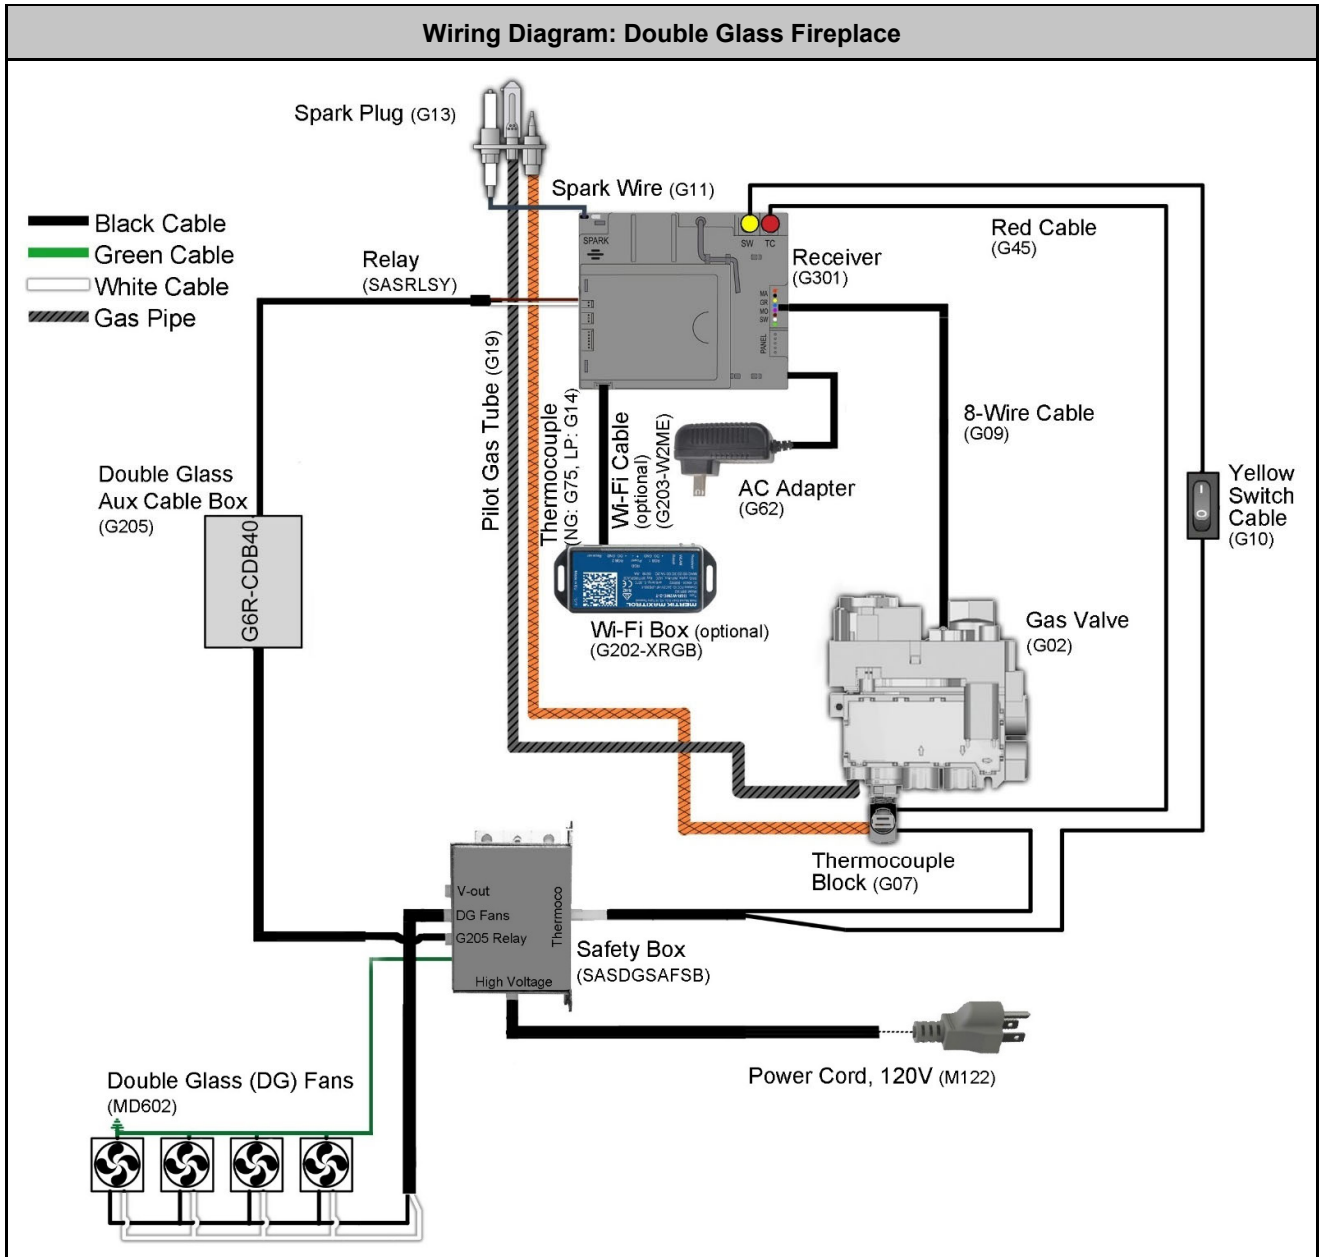 Wiring Diagram: Double Glass Fireplace
Spark Plug (G13)
Spark Wire (G11)
Black Cable
Green Cable
White Cable
Gas Pipe
Relay
(SASRLSY)
SPARK
SW TC
Red Cable
(G45)
Receiver
(G301)
MA
OR
MO
SW
PANEL
Pilot Gas Tube (G19)
Thermocouple
(NG: G75, LP: G14)
Wi-Fi Cable
(optional)
(G203-W2ME)
8-Wire Cable
(G09)
AC Adapter
(G62)
Yellow
Switch
Cable
(G10)
I
O
Double Glass
Aux Cable Box
(G205)
G6R-CDB40
MERTIK MAXITROL
Wi-Fi Box (optional)
(G202-XRGB)
Gas Valve
(G02)
Thermocouple
Block (G07)
V-out
DG Fans
G205 Relay
Thermoco
High Voltage
Safety Box
(SASDGSAFSB)
Power Cord, 120V (M122)
Double Glass (DG) Fans
(MD602)